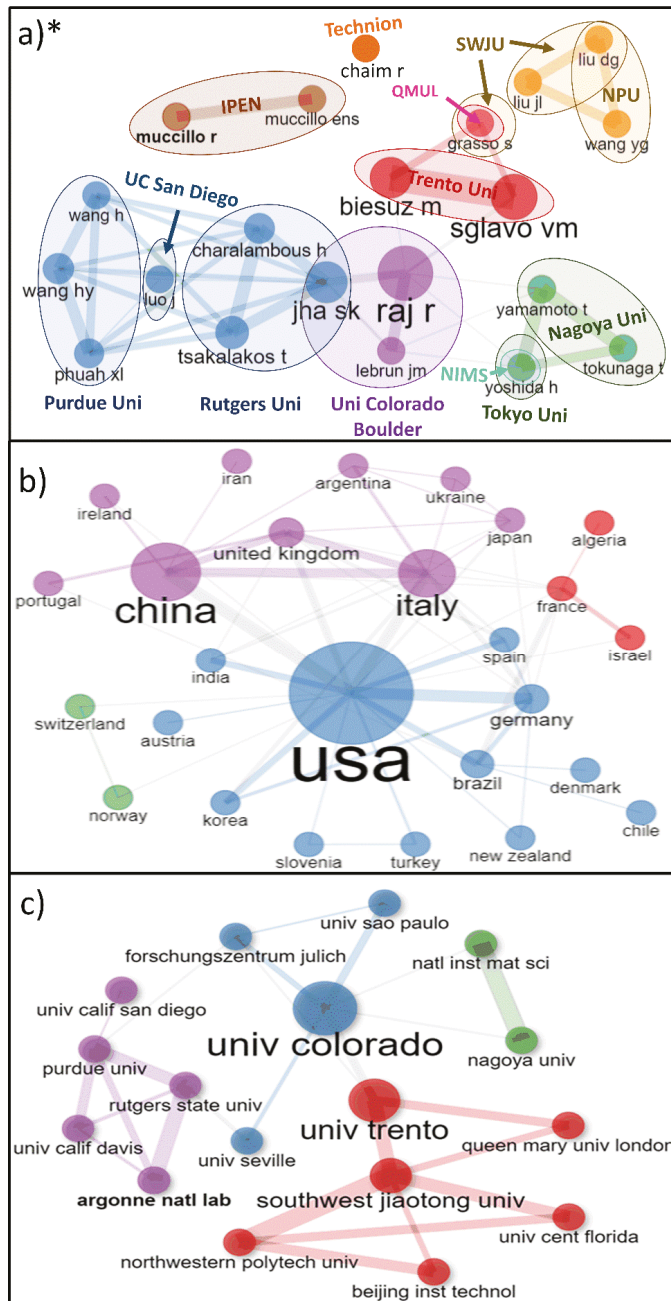 a)*
Technion
chaim r
SWJU
liu dg
IPEN
QMUL
liu jl
NPU
muccillo ens
muccillo r
grasso s
wang yg
Trento Uni
UC San Diego
biesuz m
sglavo vm
wang h
charalambous h
wang hy
luo j
jha sk
raj r
yamamoto t
Nagoya Uni
tsakalakos t
phuah xl
lebrun jm
NIMS
tokunaga t
yoshida h
Purdue Uni
Rutgers Uni
Uni Colorado
Boulder
Tokyo Uni
b)
iran
argentina
ukraine
ireland
united kingdom
japan
algeria
china
italy
portugal
france
israel
india
spain
switzerland
austria
usa
germany
brazil
denmark
norway
korea
chile
slovenia
turkey
new zealand
c)
univ sao paulo
forschungszentrum julich
natl inst mat sci
univ calif san diego
univ colorado
purdue univ
nagoya univ
rutgers state univ
univ trento
univ calif davis
univ seville
queen mary univ london
argonne natl lab
southwest jiaotong univ
univ cent florida
northwestern polytech univ
beijing inst technol